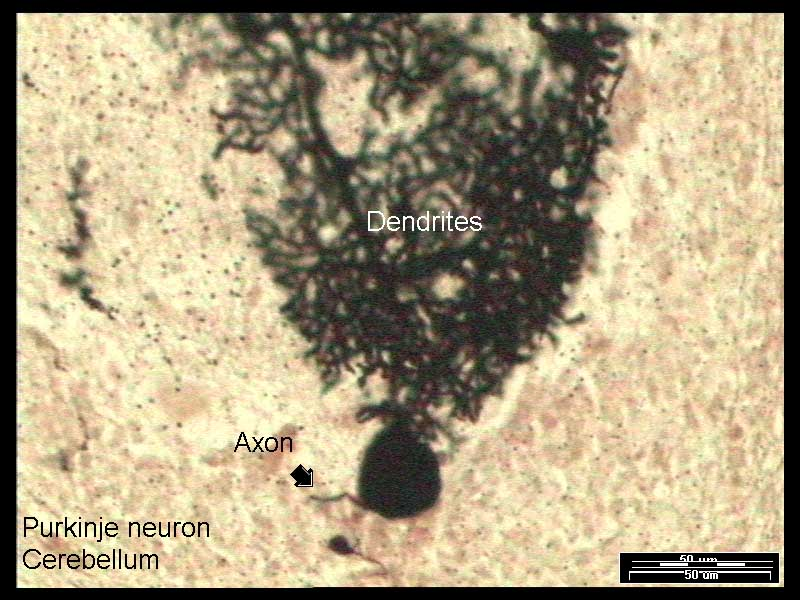 Dendrites
Axon
Purkinje neuron
Cerebellum
50 um
50 um